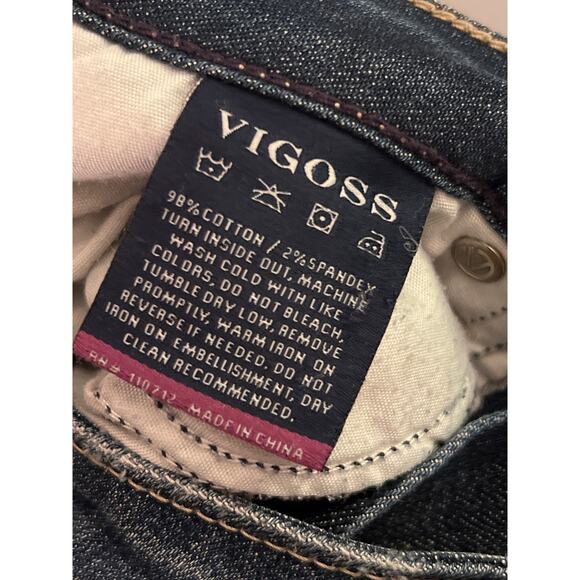 VIGOSS
98% COTTON / 2% SPANDEX
TURN INSIDE OUT, MACHINE
WASH COLD WITH LIKE
COLORS, DO NOT BLEACH,
TUMBLE DRY LOW, REMOVE
PROMPTLY, WARM IRON ON
REVERSE IF NEEDED. DO NOT
IRON ON EMBELLISHMENT, DRY
CLEAN RECOMMENDED.
RN# 110712 MADE IN CHINA